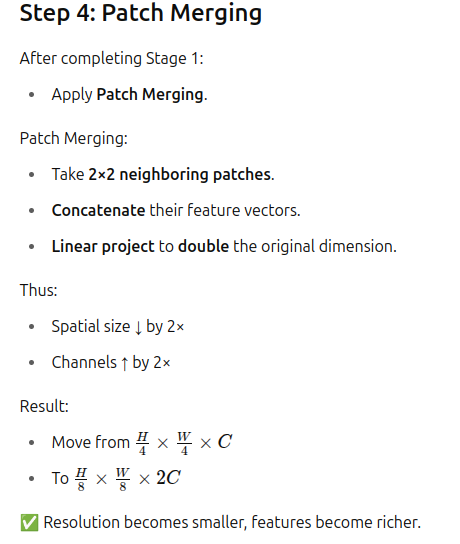 Step 4: Patch Merging
After completing Stage 1:
• Apply Patch Merging.
Patch Merging:
• Take 2×2 neighboring patches.
• Concatenate their feature vectors.
• Linear project to double the original dimension.
Thus:
• Spatial size ↓ by 2×
• Channels ↑ by 2×
Result:
• Move from H/4 × W/4 × C
• To H/8 × W/8 × 2C
✅ Resolution becomes smaller, features become richer.